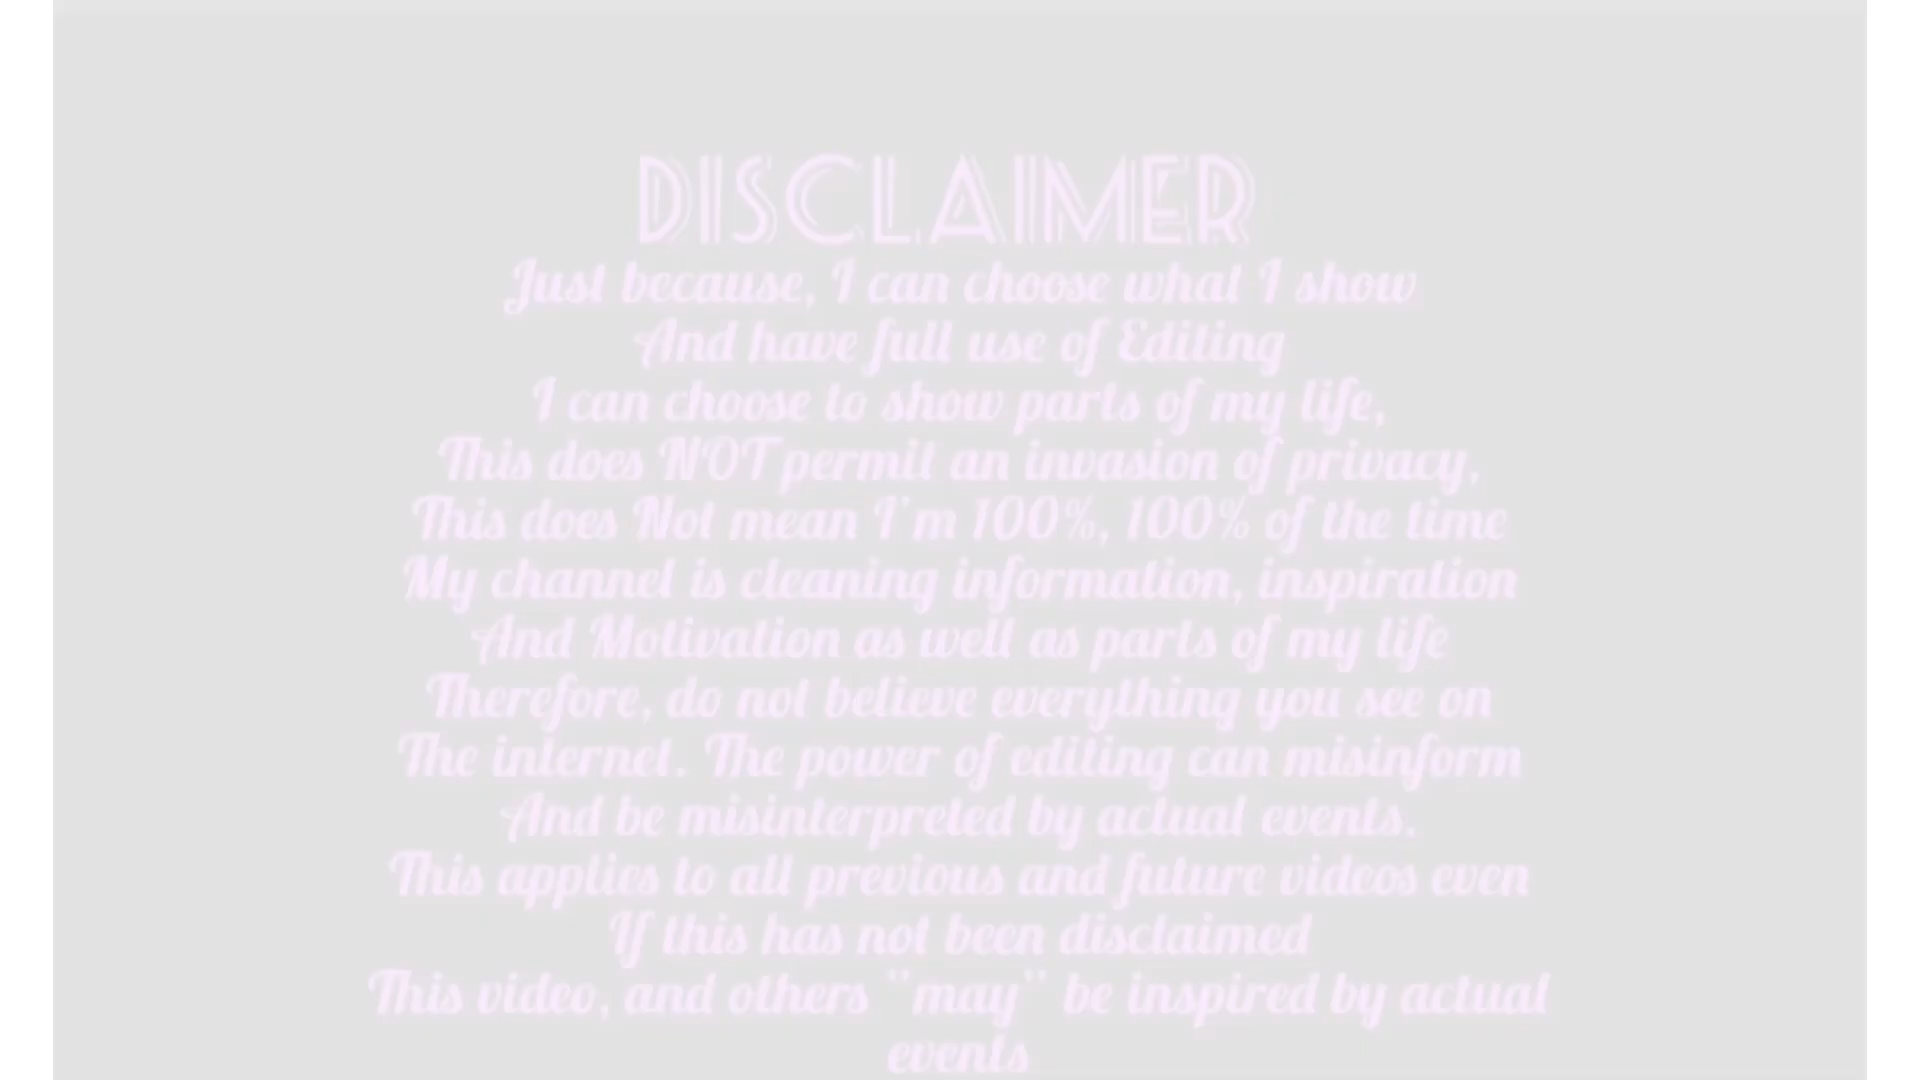 DISCLAIMER
Just because, I can choose what I show
And have full use of Editing
I can choose to show parts of my life,
This does NOT permit an invasion of privacy,
This does Not mean I'm 100%, 100% of the time
My channel is cleaning information, inspiration
And Motivation as well as parts of my life
Therefore, do not believe everything you see on
The internet. The power of editing can misinform
And be misinterpreted by actual events.
This applies to all previous and future videos even
If this has not been disclaimed
This video, and others "may" be inspired by actual
events